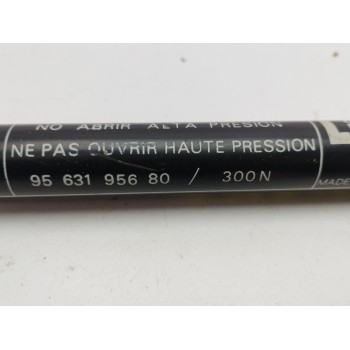 NO ABRIR ALTA PRESION
NE PAS OUVRIR HAUTE PRESSION
95 631 956 80 / 300N
MADE